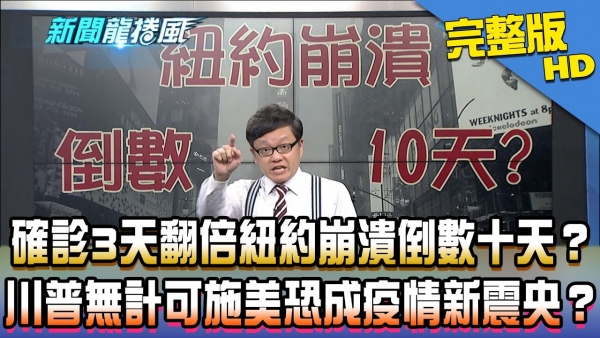 新聞龍捲風
完整版
HD
紐約崩潰
倒數 10天?
WEEKNIGHTS at 8p
nickelodeon
確診3天翻倍紐約崩潰倒數十天？
川普無計可施美恐成疫情新震央？